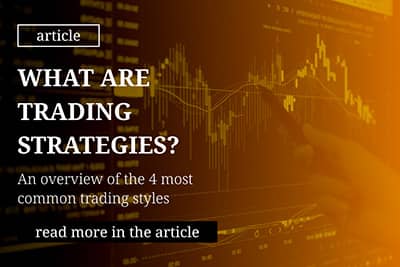 article
WHAT ARE
TRADING
STRATEGIES?
An overview of the 4 most
common trading styles
read more in the article